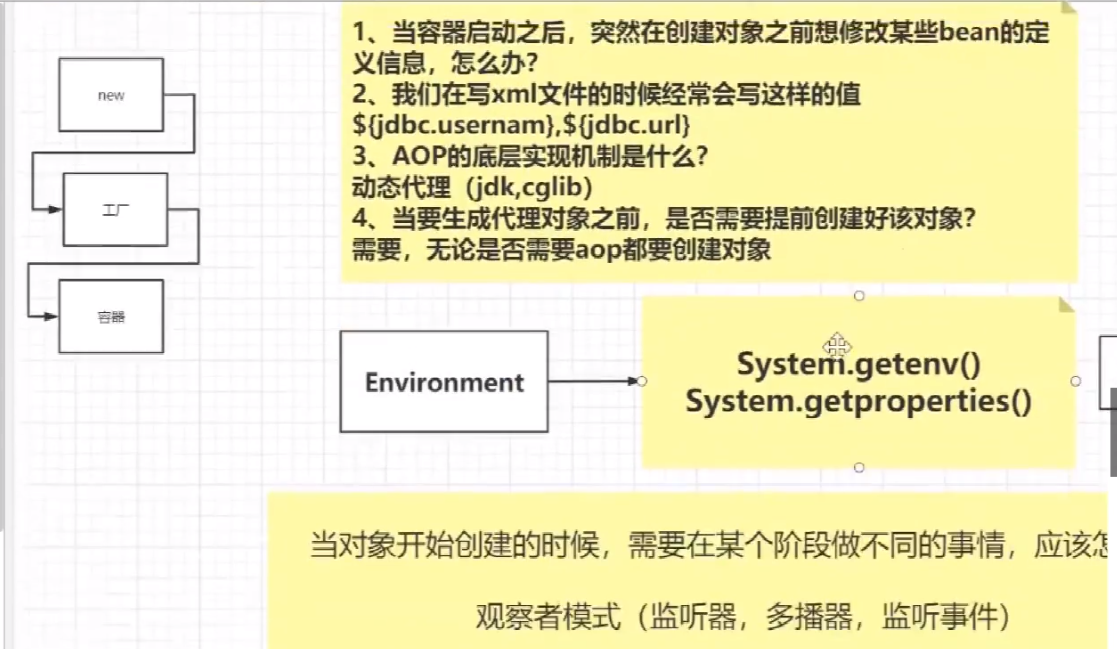 new
工厂
容器
1、当容器启动之后，突然在创建对象之前想修改某些bean的定
义信息，怎么办？
2、我们在写xml文件的时候经常会写这样的值
${jdbc.usernam},${jdbc.url}
3、AOP的底层实现机制是什么？
动态代理（jdk,cglib）
4、当要生成代理对象之前，是否需要提前创建好该对象？
需要，无论是否需要aop都要创建对象
Environment
System.getenv()
System.getproperties()
当对象开始创建的时候，需要在某个阶段做不同的事情，应该
观察者模式（监听器，多播器，监听事件）